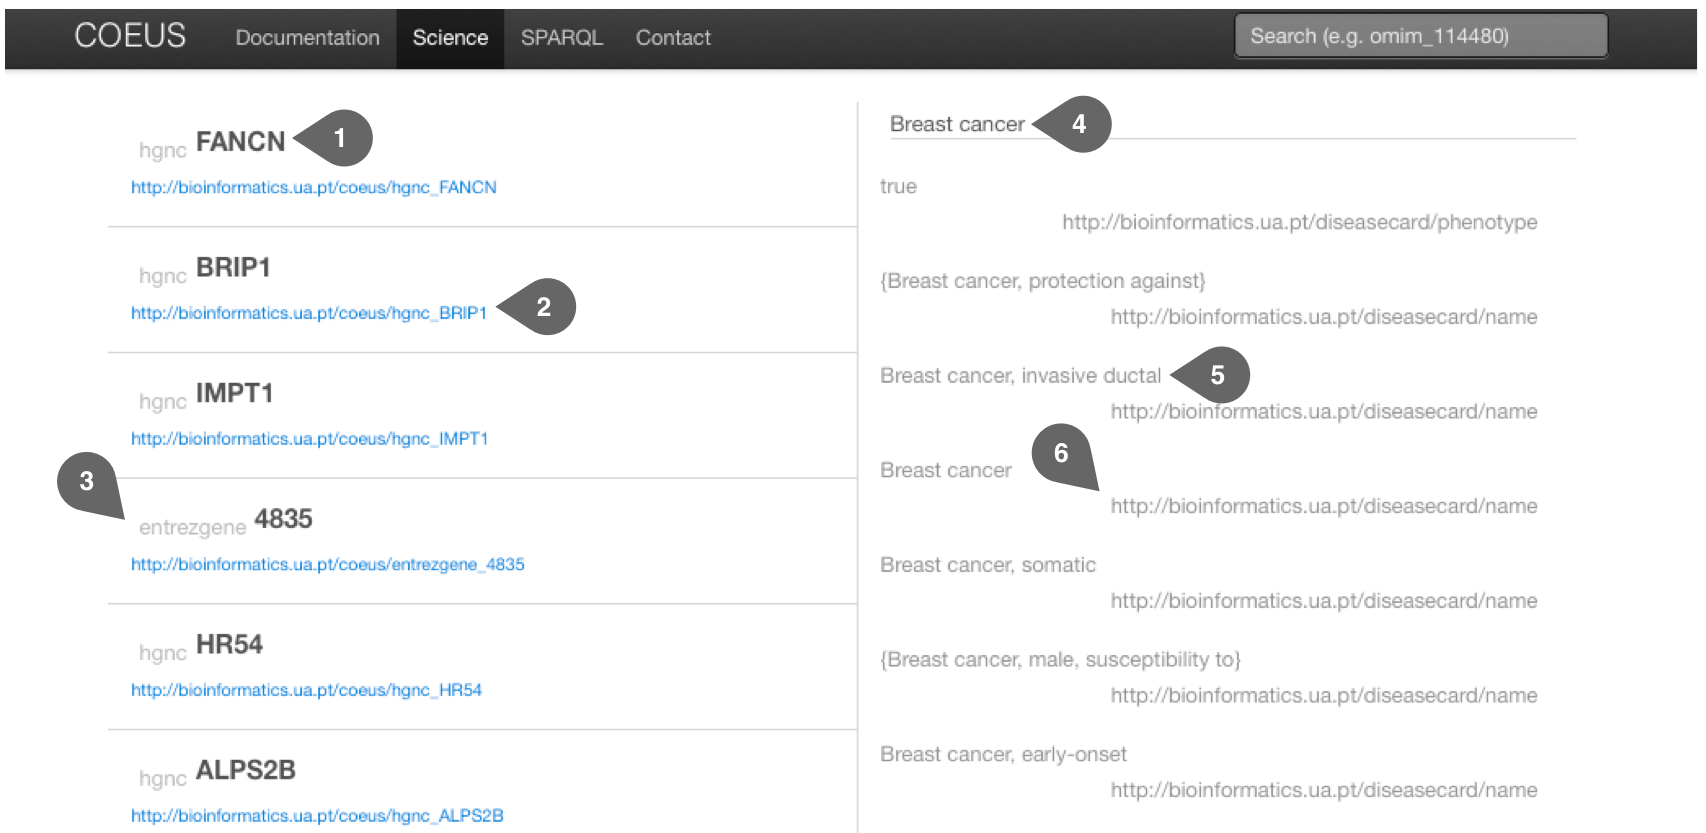 COEUS Documentation Science SPARQL Contact Search (e.g. omim_114480)
hgnc FANCN 1
http://bioinformatics.ua.pt/coeus/hgnc_FANCN
hgnc BRIP1
http://bioinformatics.ua.pt/coeus/hgnc_BRIP1 2
hgnc IMPT1
http://bioinformatics.ua.pt/coeus/hgnc_IMPT1
3
entrezgene 4835
http://bioinformatics.ua.pt/coeus/entrezgene_4835
hgnc HR54
http://bioinformatics.ua.pt/coeus/hgnc_HR54
hgnc ALPS2B
http://bioinformatics.ua.pt/coeus/hgnc_ALPS2B
Breast cancer 4
true
http://bioinformatics.ua.pt/diseasecard/phenotype
{Breast cancer, protection against}
http://bioinformatics.ua.pt/diseasecard/name
Breast cancer, invasive ductal 5
http://bioinformatics.ua.pt/diseasecard/name
Breast cancer 6
http://bioinformatics.ua.pt/diseasecard/name
Breast cancer, somatic
http://bioinformatics.ua.pt/diseasecard/name
{Breast cancer, male, susceptibility to}
http://bioinformatics.ua.pt/diseasecard/name
Breast cancer, early-onset
http://bioinformatics.ua.pt/diseasecard/name